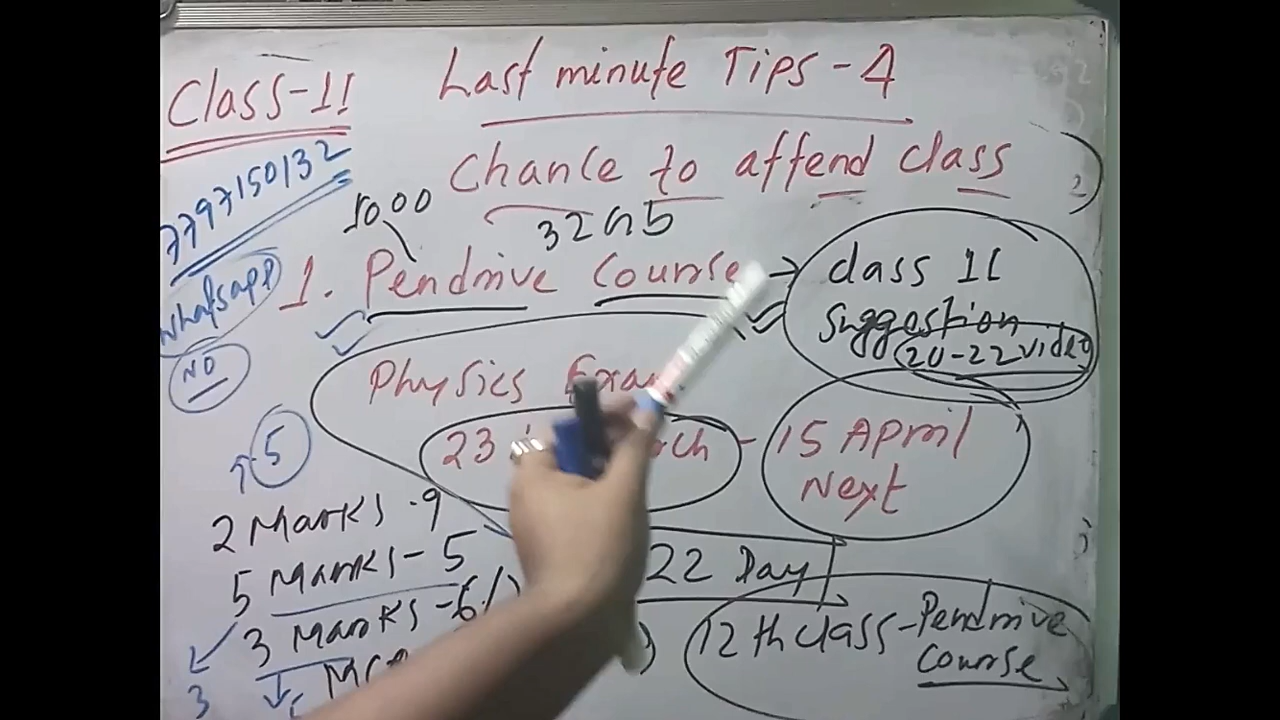 Class-11
Last minute Tips - 4
Chance to attend class
7797150132
whatsapp
NO
1000
1. Pendrive Course → class 11
Suggestion
20-22 video
Physics
23
- 15 April
Next
5
2 Marks - 9
5 Marks - 5
3 Marks - 6
3
22 Day
12th class - Pendrive
Course